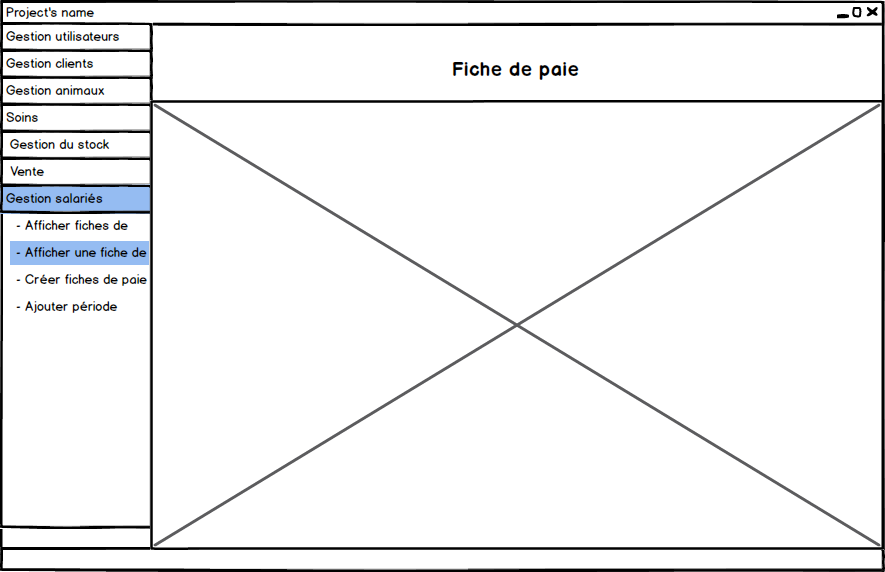 Project's name
Gestion utilisateurs
Gestion clients
Gestion animaux
Soins
Gestion du stock
Vente
Gestion salariés
- Afficher fiches de
- Afficher une fiche de
- Créer fiches de paie
- Ajouter période
Fiche de paie